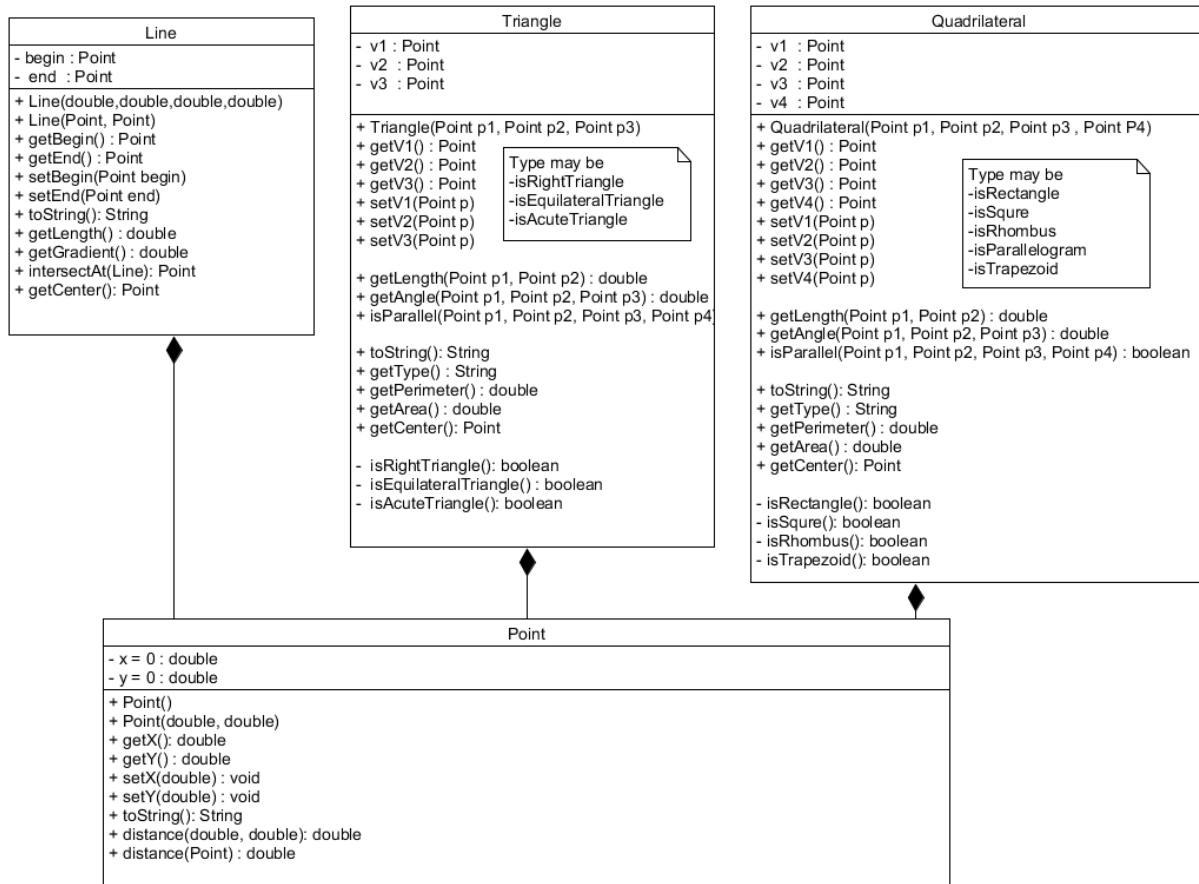 Line
- begin : Point
- end : Point
+ Line(double,double,double,double)
+ Line(Point, Point)
+ getBegin() : Point
+ getEnd() : Point
+ setBegin(Point begin)
+ setEnd(Point end)
+ toString(): String
+ getLength() : double
+ getGradient() : double
+ intersectAt(Line): Point
+ getCenter(): Point
Triangle
- v1 : Point
- v2 : Point
- v3 : Point
+ Triangle(Point p1, Point p2, Point p3)
+ getV1() : Point
+ getV2() : Point
+ getV3() : Point
+ setV1(Point p)
+ setV2(Point p)
+ setV3(Point p)
Type may be
-isRightTriangle
-isEquilateralTriangle
-isAcuteTriangle
+ getLength(Point p1, Point p2) : double
+ getAngle(Point p1, Point p2, Point p3) : double
+ isParallel(Point p1, Point p2, Point p3, Point p4)
+ toString(): String
+ getType() : String
+ getPerimeter() : double
+ getArea() : double
+ getCenter(): Point
- isRightTriangle(): boolean
- isEquilateralTriangle() : boolean
- isAcuteTriangle(): boolean
Quadrilateral
- v1 : Point
- v2 : Point
- v3 : Point
- v4 : Point
+ Quadrilateral(Point p1, Point p2, Point p3 , Point P4)
+ getV1() : Point
+ getV2() : Point
+ getV3() : Point
+ getV4() : Point
+ setV1(Point p)
+ setV2(Point p)
+ setV3(Point p)
+ setV4(Point p)
Type may be
-isRectangle
-isSqure
-isRhombus
-isParallelogram
-isTrapezoid
+ getLength(Point p1, Point p2) : double
+ getAngle(Point p1, Point p2, Point p3) : double
+ isParallel(Point p1, Point p2, Point p3, Point p4) : boolean
+ toString(): String
+ getType() : String
+ getPerimeter() : double
+ getArea() : double
+ getCenter(): Point
- isRectangle(): boolean
- isSqure(): boolean
- isRhombus(): boolean
- isTrapezoid(): boolean
Point
- x = 0 : double
- y = 0 : double
+ Point()
+ Point(double, double)
+ getX(): double
+ getY() : double
+ setX(double) : void
+ setY(double) : void
+ toString(): String
+ distance(double, double): double
+ distance(Point) : double